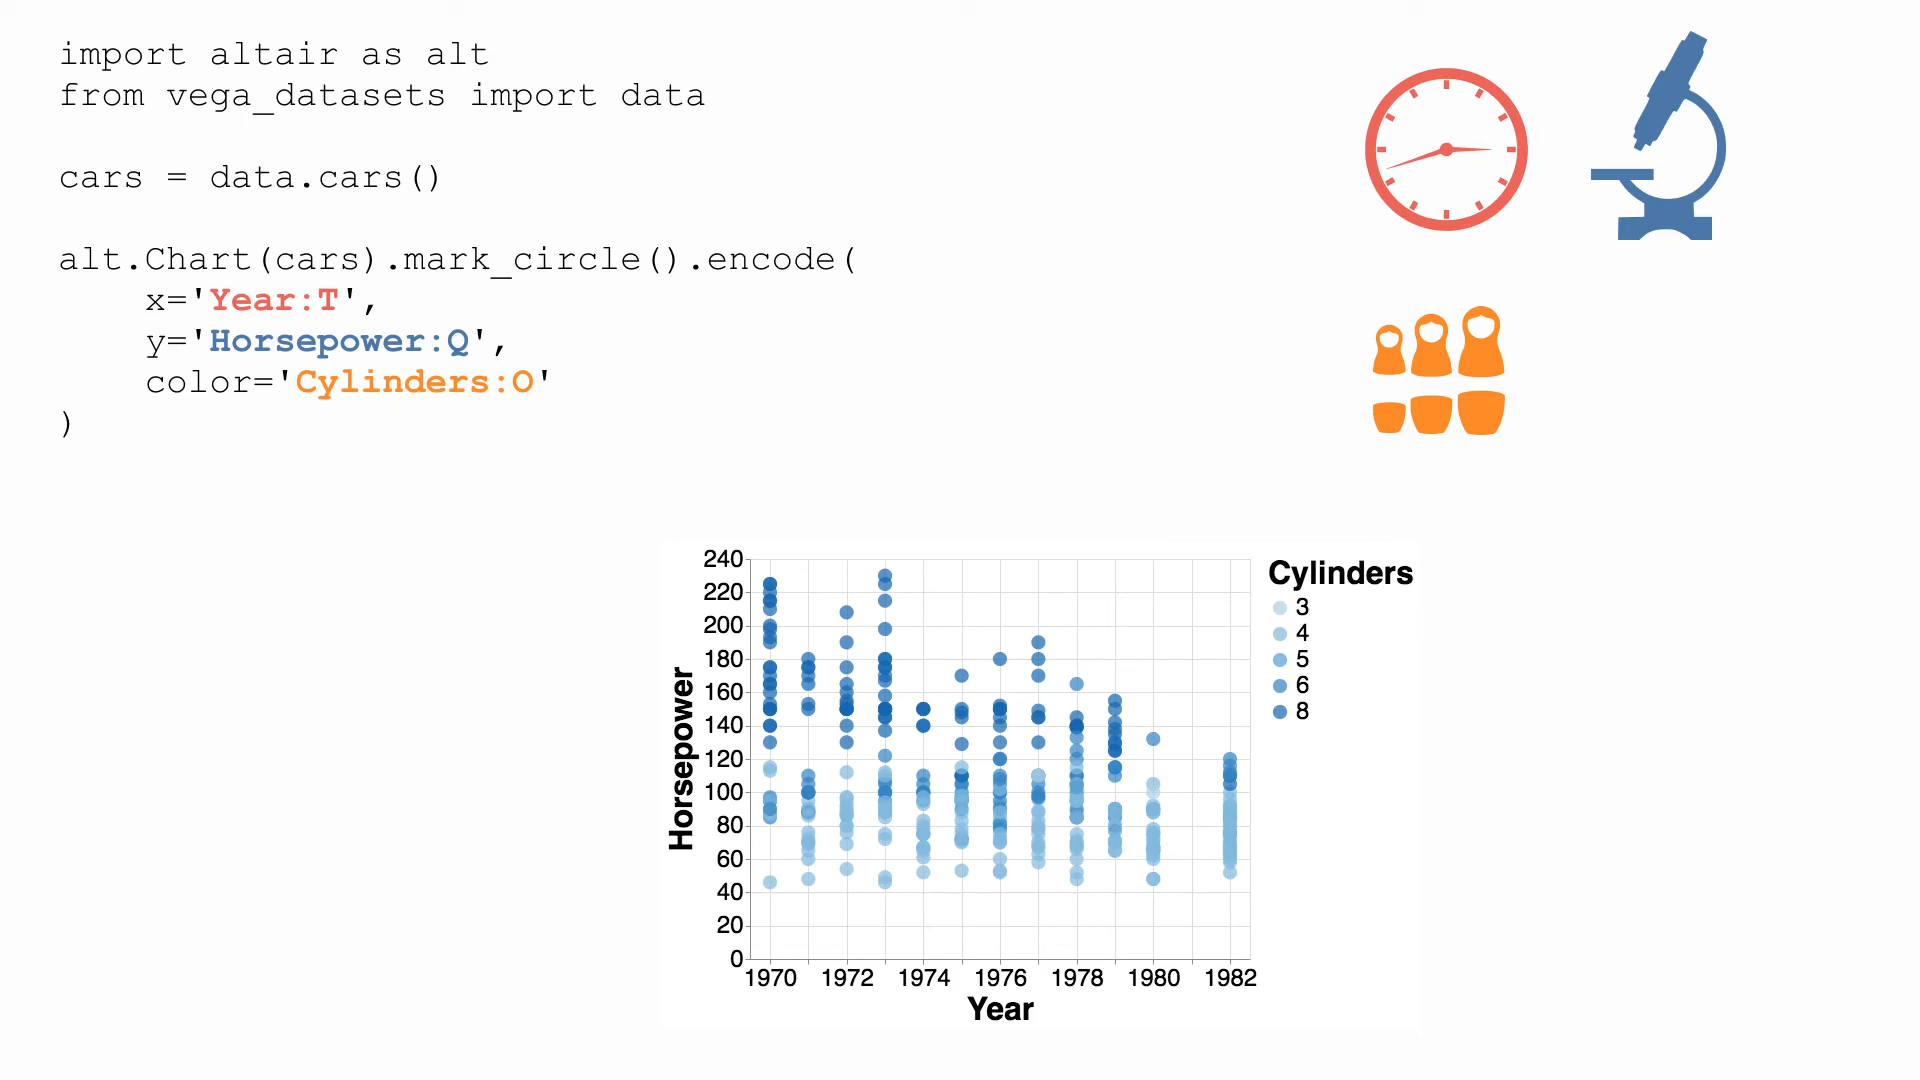 import altair as alt
from vega_datasets import data
cars = data.cars()
alt.Chart(cars).mark_circle().encode(
x='Year:T',
y='Horsepower:Q',
color='Cylinders:O'
)
240
220
200
180
160
140
120
100
80
60
40
20
0
Horsepower
1970 1972 1974 1976 1978 1980 1982
Year
Cylinders
3
4
5
6
8